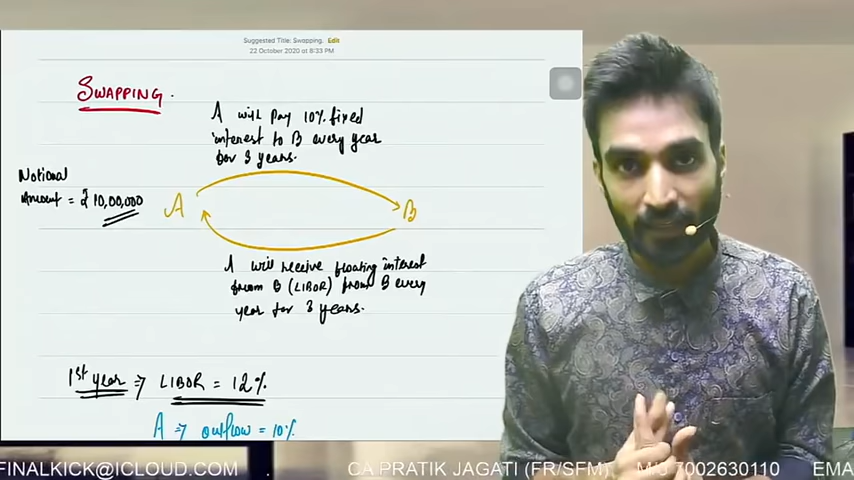 Suggested Title: Swapping. Edit
22 October 2020 at 8:33 PM
SWAPPING.
A will pay 10% fixed
interest to B every year
for 3 years.
Notional
Amount = ₹ 10,00,000
A
B
A will receive floating interest
from B (LIBOR) from B every
year for 3 years.
1st year ⇒ LIBOR = 12%
A ⇒ outflow = 10%
FINALKICK@ICLOUD.COM
CA PRATIK JAGATI (FR/SFM)
7002630110
EMA